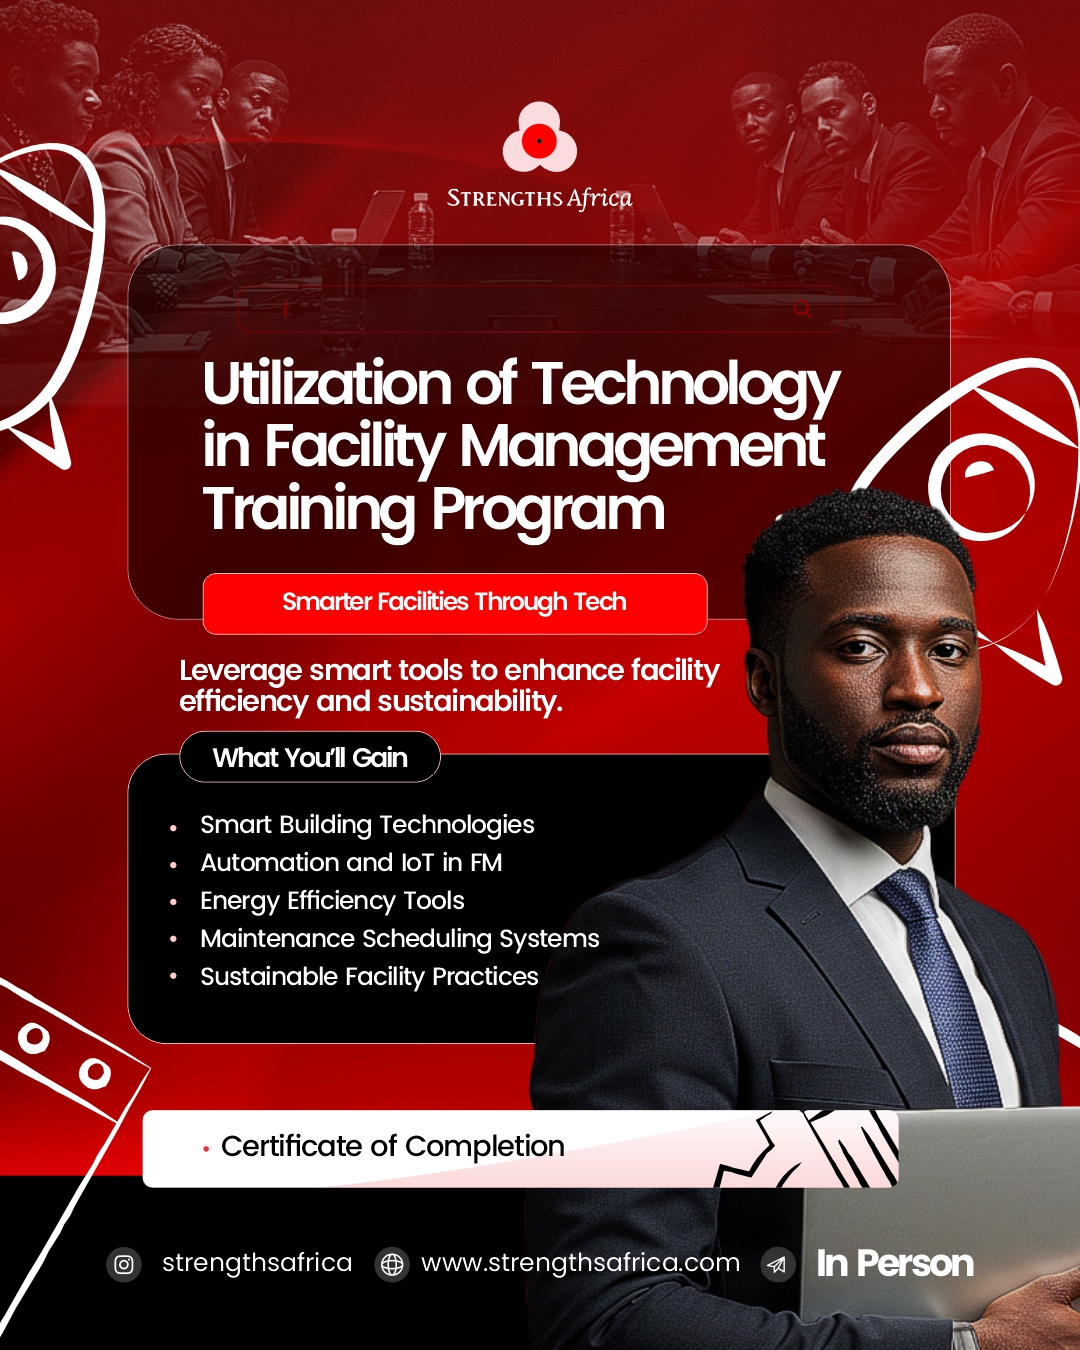 STRENGTHS Africa
Utilization of Technology
in Facility Management
Training Program
Smarter Facilities Through Tech
Leverage smart tools to enhance facility
efficiency and sustainability.
What You'll Gain
• Smart Building Technologies
• Automation and IoT in FM
• Energy Efficiency Tools
• Maintenance Scheduling Systems
• Sustainable Facility Practices
• Certificate of Completion
strengthsafrica www.strengthsafrica.com In Person